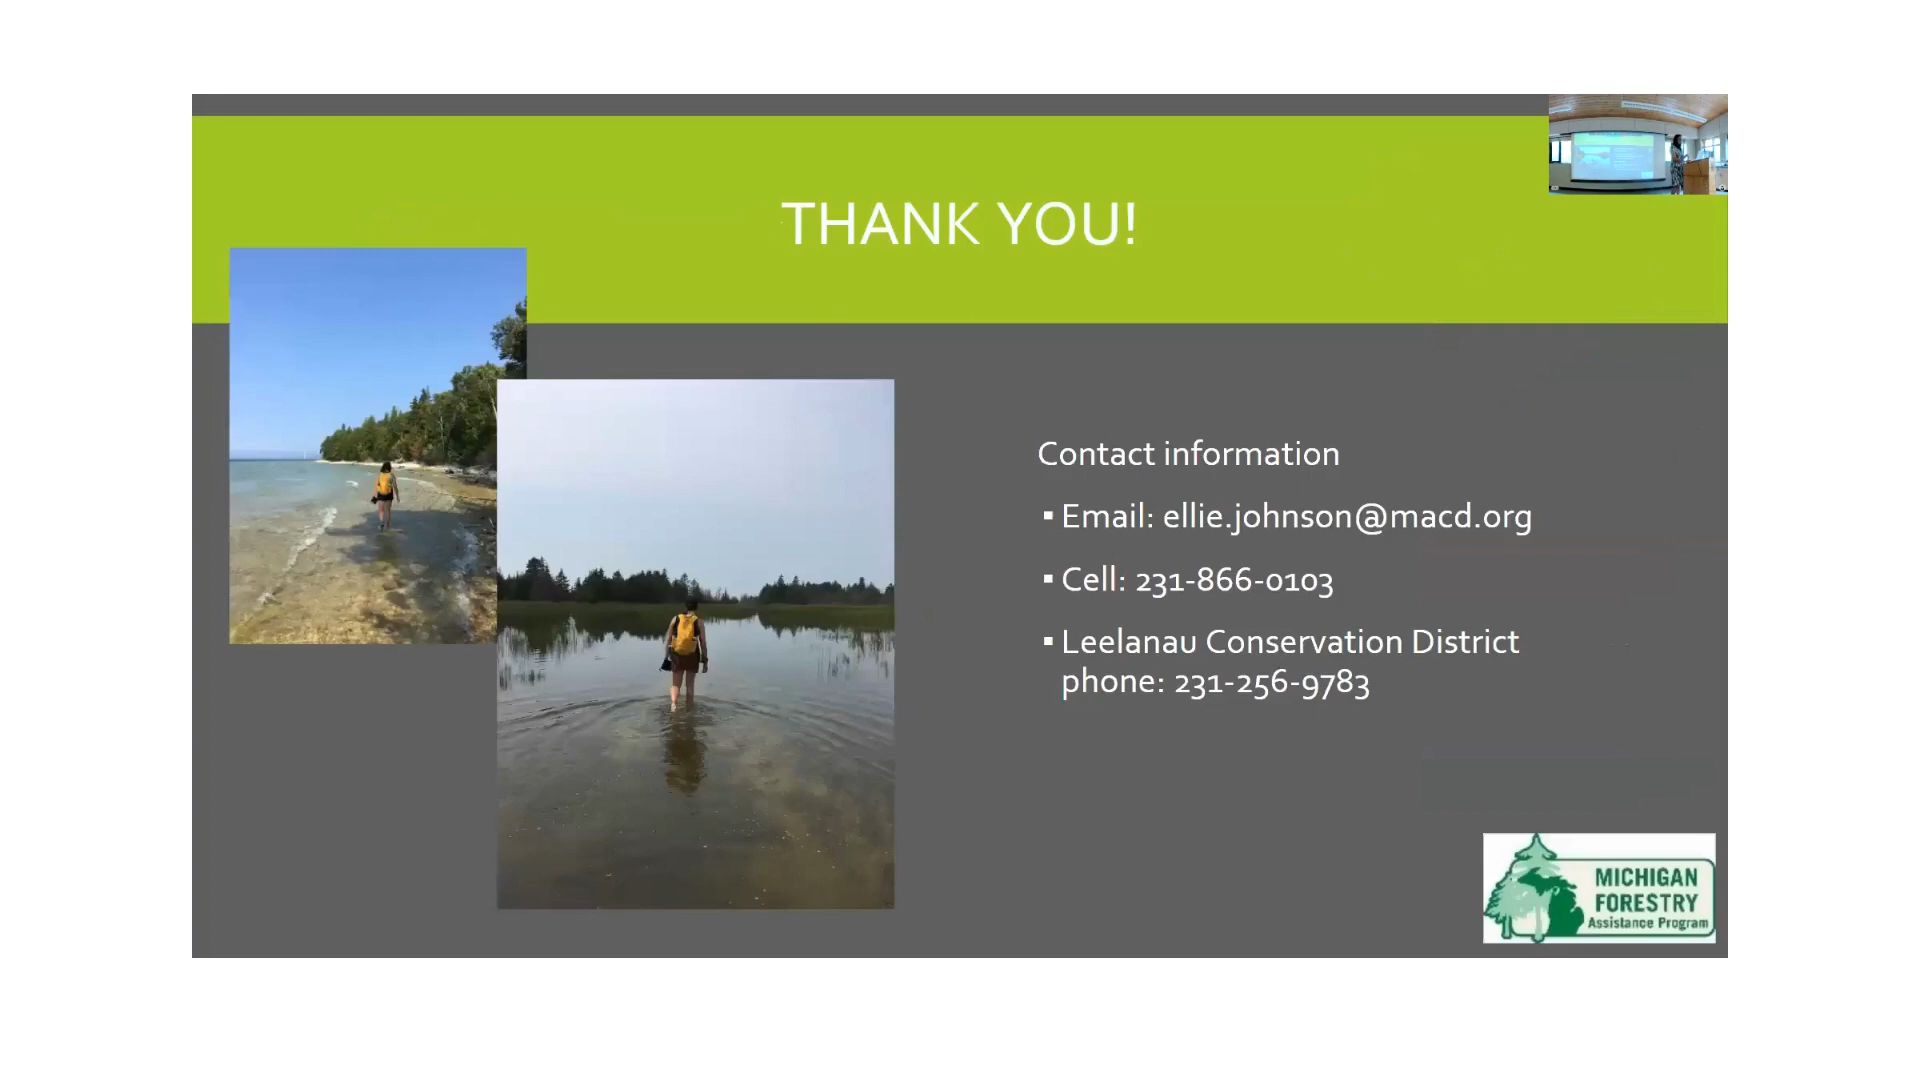 THANK YOU!
Contact information
▪ Email: ellie.johnson@macd.org
▪ Cell: 231-866-0103
▪ Leelanau Conservation District
phone: 231-256-9783
MICHIGAN
FORESTRY
Assistance Program